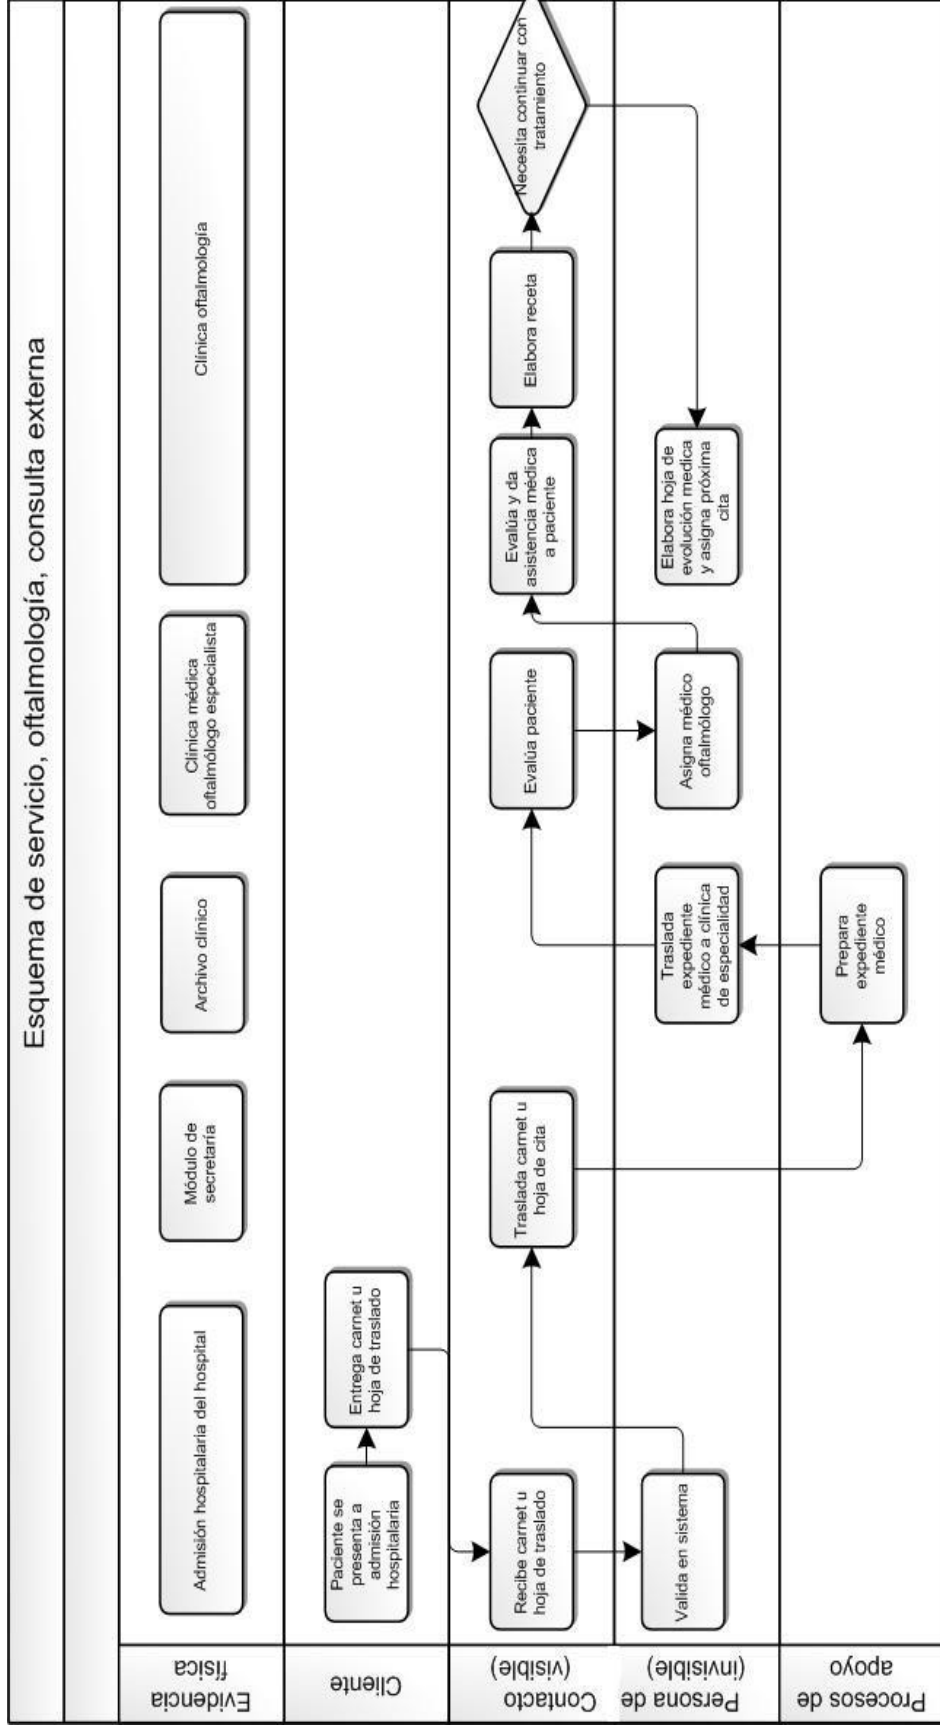 Esquema de servicio, oftalmología, consulta externa
Evidencia
física
Admisión hospitalaria del hospital
Módulo de
secretaría
Archivo clínico
Clínica médica
oftalmólogo especialista
Clínica oftalmología
Cliente
Paciente se
presenta a
admisión
hospitalaria
Entrega carnet u
hoja de traslado
Contacto
(visible)
Recibe carnet u
hoja de traslado
Traslada carnet u
hoja de cita
Evalúa paciente
Evalúa y da
asistencia médica
a paciente
Elabora receta
Necesita continuar con
tratamiento
Persona de
(invisible)
Valida en sistema
Traslada
expediente
médico a clínica
de especialidad
Asigna médico
oftalmólogo
Elabora hoja de
evolución medica
y asigna próxima
cita
Procesos de
apoyo
Prepara
expediente
médico